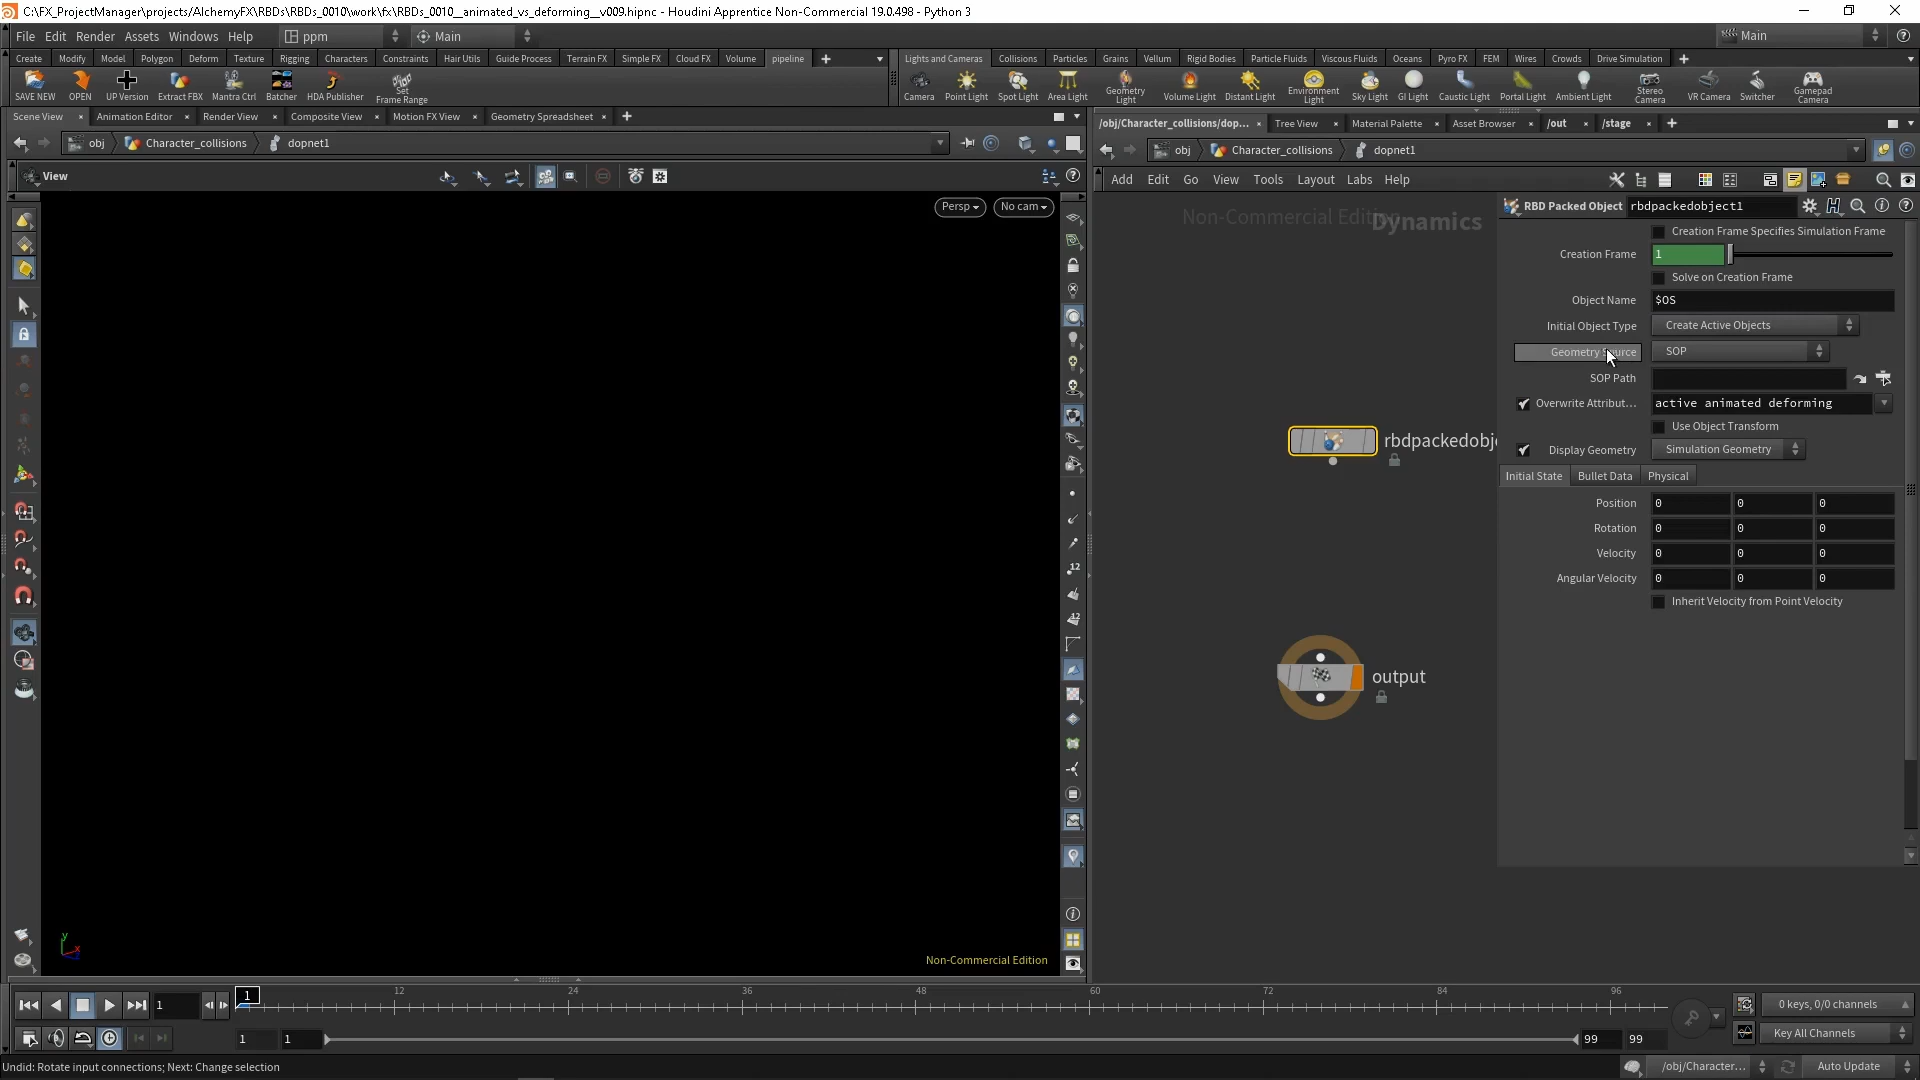 C:\FX_ProjectManager\projects\AlchemyFX\RBDs\RBDs_0010\work\fx\RBDs_0010__animated_vs_deforming__v009.hipnc - Houdini Apprentice Non-Commercial 19.0.498 - Python 3
File Edit Render Assets Windows Help ppm Main Main
Create Modify Model Polygon Deform Texture Rigging Characters Constraints Hair Utils Guide Process Terrain FX Simple FX Cloud FX Volume pipeline
Lights and Cameras Collisions Particles Grains Vellum Rigid Bodies Particle Fluids Viscous Fluids Oceans Pyro FX FEM Wires Crowds Drive Simulation
SAVE NEW OPEN UP Version Extract FBX Mantra Ctrl Batcher HDA Publisher Set Frame Range
Camera Point Light Spot Light Area Light Geometry Light Volume Light Distant Light Environment Light Sky Light GI Light Caustic Light Portal Light Ambient Light Stereo Camera VR Camera Switcher Gamepad Camera
Scene View Animation Editor Render View Composite View Motion FX View Geometry Spreadsheet
/obj/Character_collisions/dop... Tree View Material Palette Asset Browser /out /stage
obj Character_collisions dopnet1
obj Character_collisions dopnet1
View
Add Edit Go View Tools Layout Labs Help
Persp No cam
Non-Commercial Edition
Dynamics
RBD Packed Object rbdpackedobject1
Creation Frame Specifies Simulation Frame
Creation Frame 1
Solve on Creation Frame
Object Name $OS
Initial Object Type Create Active Objects
Geometry Source SOP
SOP Path
Overwrite Attribut... active animated deforming
Use Object Transform
Display Geometry Simulation Geometry
Initial State Bullet Data Physical
Position 0 0 0
Rotation 0 0 0
Velocity 0 0 0
Angular Velocity 0 0 0
Inherit Velocity from Point Velocity
rbdpackedobje
output
12
12
y
x
Non-Commercial Edition
1 1 12 24 36 48 60 72 84 96
0 keys, 0/0 channels
1 1 99 99
Key All Channels
Undid: Rotate input connections; Next: Change selection
/obj/Character... Auto Update